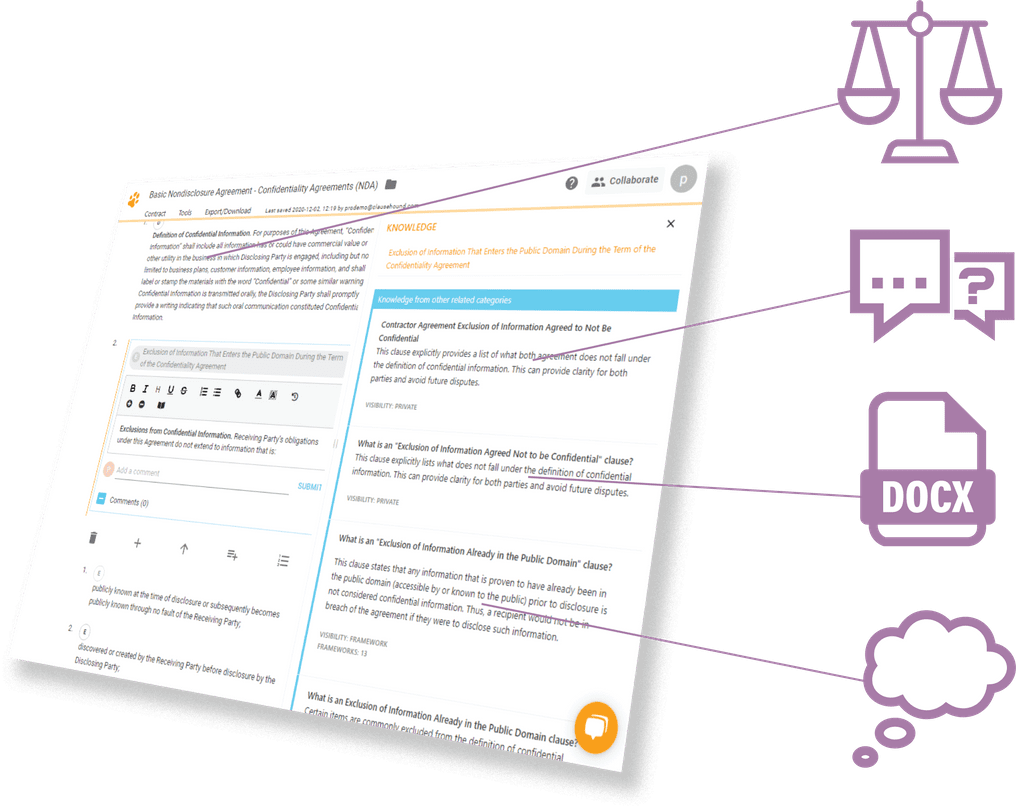 Basic Nondisclosure Agreement - Confidentiality Agreements (NDA)
Collaborate
p
Contract Tools Export/Download Last saved 2020-12-02, 12:19 by prodemo@clausehound.com
Definition of Confidential Information. For purposes of this Agreement, "Confiden
Information" shall include all information has or could have commercial value or
other utility in the business in which Disclosing Party is engaged, including but no
limited to business plans, customer information, employee information, and shall
label or stamp the materials with the word "Confidential" or some similar warning
Confidential Information is transmitted orally, the Disclosing Party shall promptly
provide a writing indicating that such oral communication constituted Confidentia
Information.
2.
Exclusion of Information That Enters the Public Domain During the Term
of the Confidentiality Agreement
B I H U S
A A
Exclusions from Confidential Information. Receiving Party's obligations
under this Agreement do not extend to information that is:
Add a comment
SUBMIT
Comments (0)
1.
publicly known at the time of disclosure or subsequently becomes
publicly known through no fault of the Receiving Party;
2.
E
discovered or created by the Receiving Party before disclosure by the
Disclosing Party;
KNOWLEDGE
Exclusion of Information That Enters the Public Domain During the Term of the
Confidentiality Agreement
Knowledge from other related categories
Contractor Agreement Exclusion of Information Agreed to Not Be
Confidential
This clause explicitly provides a list of what both agreement does not fall under
the definition of confidential information. This can provide clarity for both
parties and avoid future disputes.
VISIBILITY: PRIVATE
What is an "Exclusion of Information Agreed Not to be Confidential" clause?
This clause explicitly lists what does not fall under the definition of confidential
information. This can provide clarity for both parties and avoid future disputes.
VISIBILITY: PRIVATE
What is an "Exclusion of Information Already in the Public Domain" clause?
This clause states that any information that is proven to have already been in
the public domain (accessible by or known to the public) prior to disclosure is
not considered confidential information. Thus, a recipient would not be in
breach of the agreement if they were to disclose such information.
VISIBILITY: FRAMEWORK
FRAMEWORKS: 13
What is an Exclusion of Information Already in the Public Domain clause?
Certain items are commonly excluded from the definition of confidential
?
DOCX